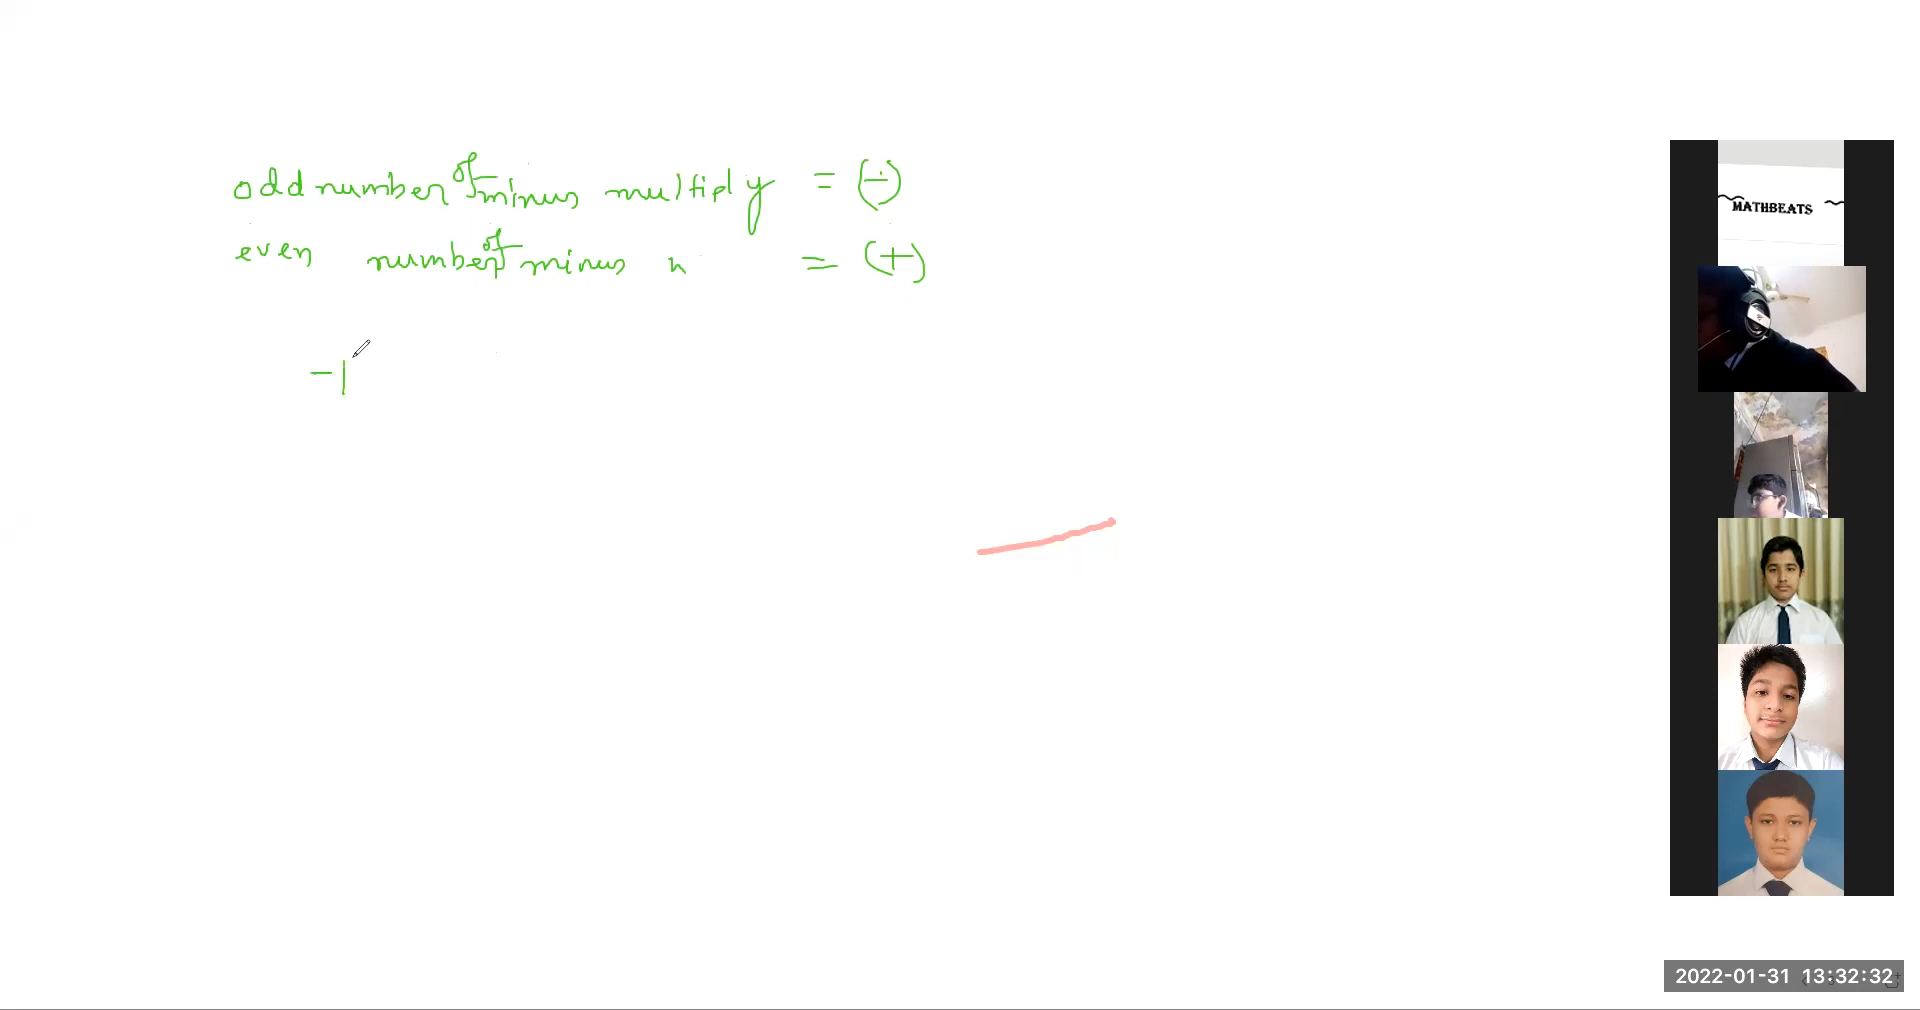 odd number of minus multiply = (-)
even number of minus " = (+)
-1
MATHBEATS
2022-01-31 13:32:32